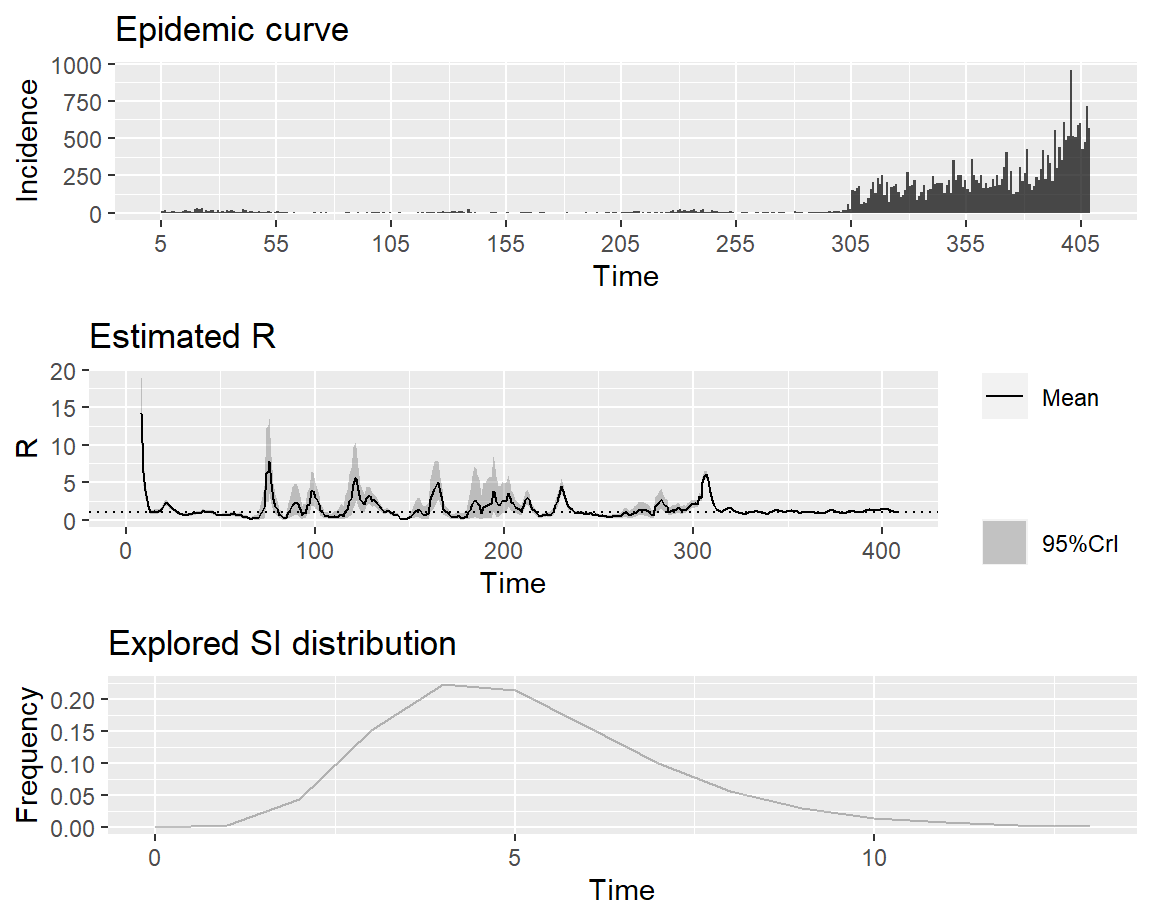 Epidemic curve
Incidence
1000
750
500
250
0
5 55 105 155 205 255 305 355 405
Time
Estimated R
R
20
15
10
5
0
0 100 200 300 400
Time
Mean
95%CrI
Explored SI distribution
Frequency
0.20
0.15
0.10
0.05
0.00
0 5 10
Time